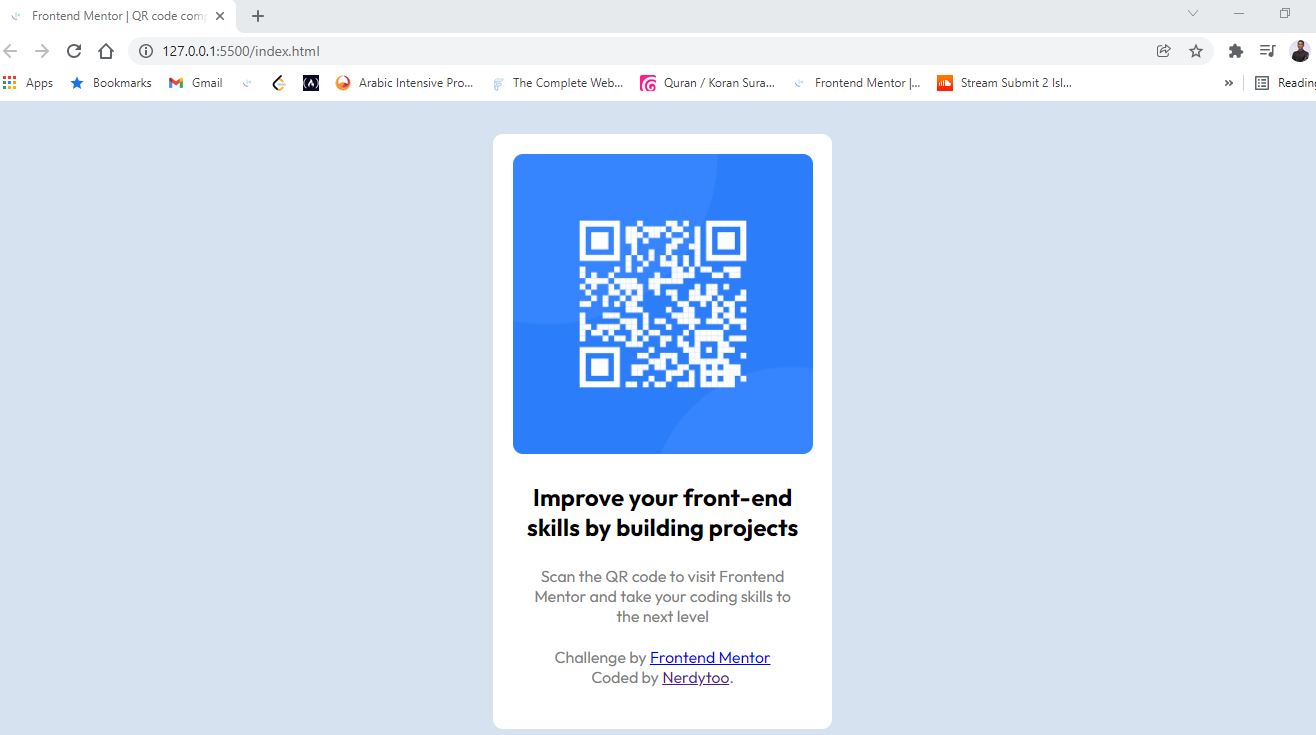 Frontend Mentor | QR code com
127.0.0.1:5500/index.html
Apps
Bookmarks
Gmail
Arabic Intensive Pro...
The Complete Web...
Quran / Koran Sura...
Frontend Mentor |...
Stream Submit 2 Isl...
»
Reading
Improve your front-end
skills by building projects
Scan the QR code to visit Frontend
Mentor and take your coding skills to
the next level
Challenge by Frontend Mentor
Coded by Nerdytoo.